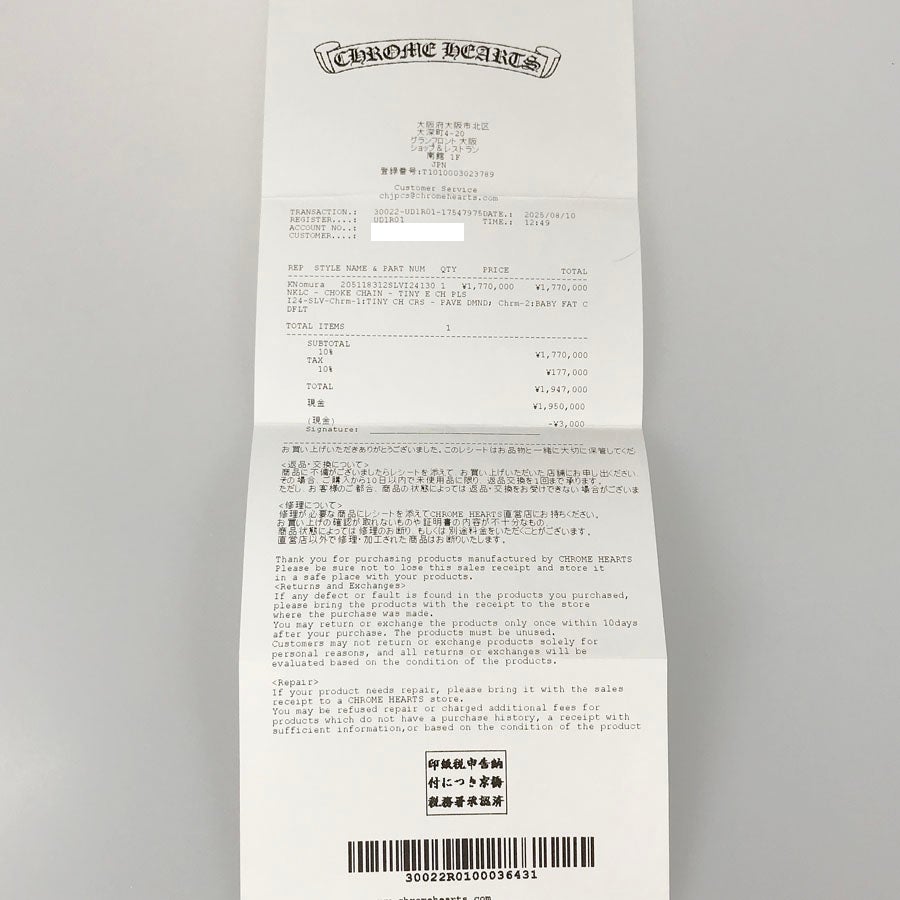 CHROME HEARTS
大阪府大阪市北区
大深町4-20
グランフロント大阪
ショップ&レストラン
南館 1F
JPN
登録番号:T1010003023789
Customer Service
chjpcs@chromehearts.com
TRANSACTION.: 30022-UD1R01-17547975DATE.: 2025/08/10
REGISTER....: UD1R01 TIME.: 12:49
ACCOUNT NO..:
CUSTOMER....:
REP STYLE NAME & PART NUM QTY PRICE TOTAL
KNomura 205118312SLVI24130 1 ¥1,770,000 ¥1,770,000
NKLC - CHOKE CHAIN - TINY E CH PLS
I24-SLV-Chrm-1:TINY CH CRS - PAVE DMND; Chrm-2:BABY FAT C
DFLT
TOTAL ITEMS 1
SUBTOTAL
10% ¥1,770,000
TAX
10% ¥177,000
TOTAL ¥1,947,000
現金 ¥1,950,000
(現金) -¥3,000
Signature:
お買い上げいただきありがとうございました。このレシートはお品物と一緒に大切に保管してくだ
<返品・交換について>
商品に不備がございましたらレシートを添えて、お買い上げいただいた店舗にお申し出ください。
その場合、ご購入から10日以内で未使用品に限り、返品交換を1回まで承ります。
ただし、お客様のご都合、商品の状態によっては返品・交換をお受けできない場合がございま
<修理について>
修理が必要な商品にレシートを添えてCHROME HEARTS直営店にお持ちください。
お買い上げの確認が取れないものや証明書の内容が不十分なもの、
商品状態によっては修理のお断り、もしくは別途料金をいただくことがございます。
直営店以外で修理・加工された商品はお断りいたします。
Thank you for purchasing products manufactured by CHROME HEARTS
Please be sure not to lose this sales receipt and store it
in a safe place with your products.
<Returns and Exchanges>
If any defect or fault is found in the products you purchased,
please bring the products with the receipt to the store
where the purchase was made.
You may return or exchange the products only once within 10days
after your purchase. The products must be unused.
Customers may not return or exchange products solely for
personal reasons, and all returns or exchanges will be
evaluated based on the condition of the products.
<Repair>
If your product needs repair, please bring it with the sales
receipt to a CHROME HEARTS store.
You may be refused repair or charged additional fees for
products which do not have a purchase history, a receipt with
sufficient information,or based on the condition of the product
印紙税申告納
付につき京橋
税務署承認済
30022R0100036431